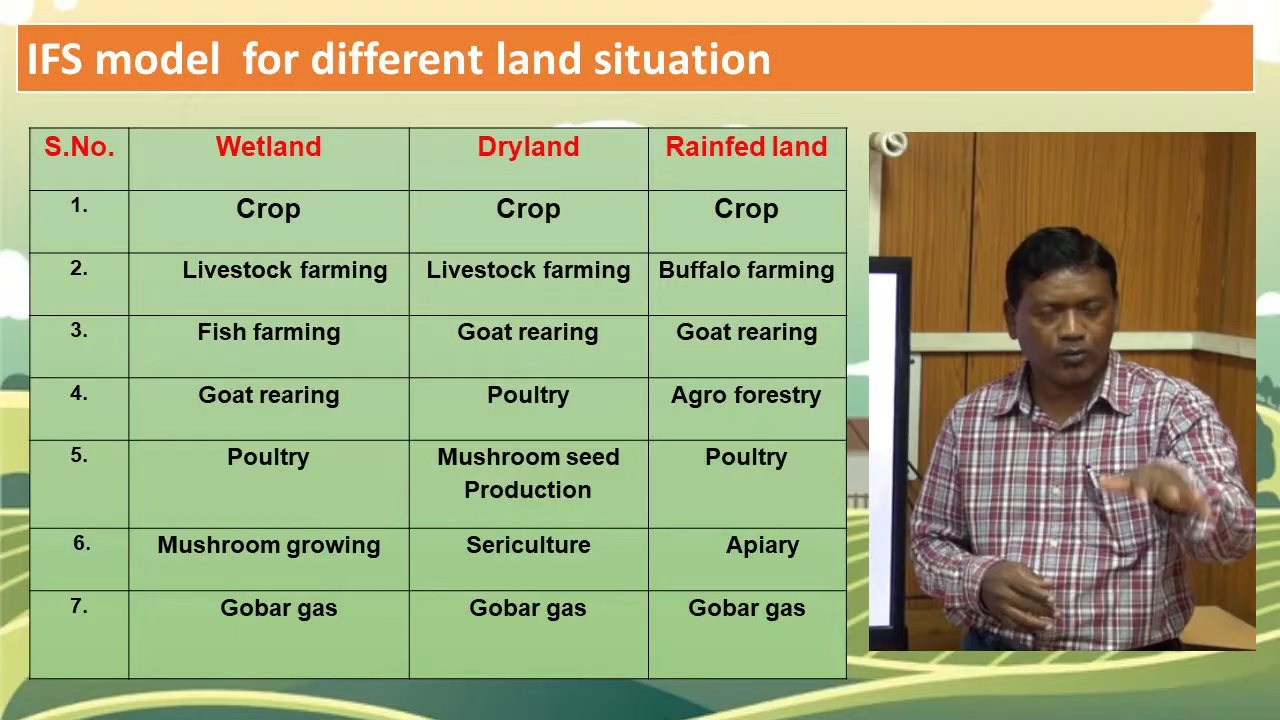 IFS model for different land situation
S.No. Wetland Dryland Rainfed land
1. Crop Crop Crop
2. Livestock farming Livestock farming Buffalo farming
3. Fish farming Goat rearing Goat rearing
4. Goat rearing Poultry Agro forestry
5. Poultry Mushroom seed Poultry
Production
6. Mushroom growing Sericulture Apiary
7. Gobar gas Gobar gas Gobar gas